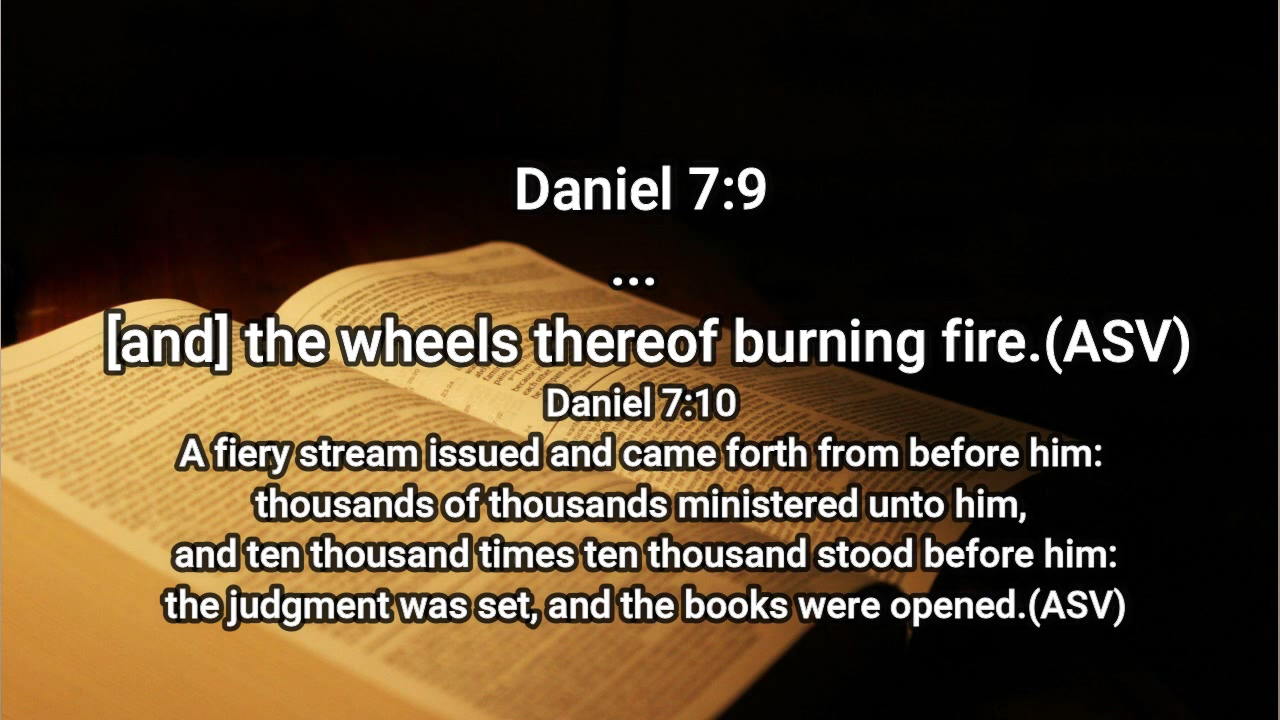 Daniel 7:9
...
[and] the wheels thereof burning fire.(ASV)
Daniel 7:10
A fiery stream issued and came forth from before him:
thousands of thousands ministered unto him,
and ten thousand times ten thousand stood before him:
the judgment was set, and the books were opened.(ASV)